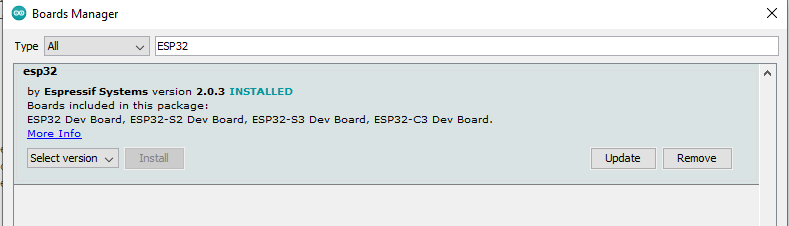 Boards Manager
Type All ESP32
esp32
by Espressif Systems version 2.0.3 INSTALLED
Boards included in this package:
ESP32 Dev Board, ESP32-S2 Dev Board, ESP32-S3 Dev Board, ESP32-C3 Dev Board.
More Info
Select version Install Update Remove